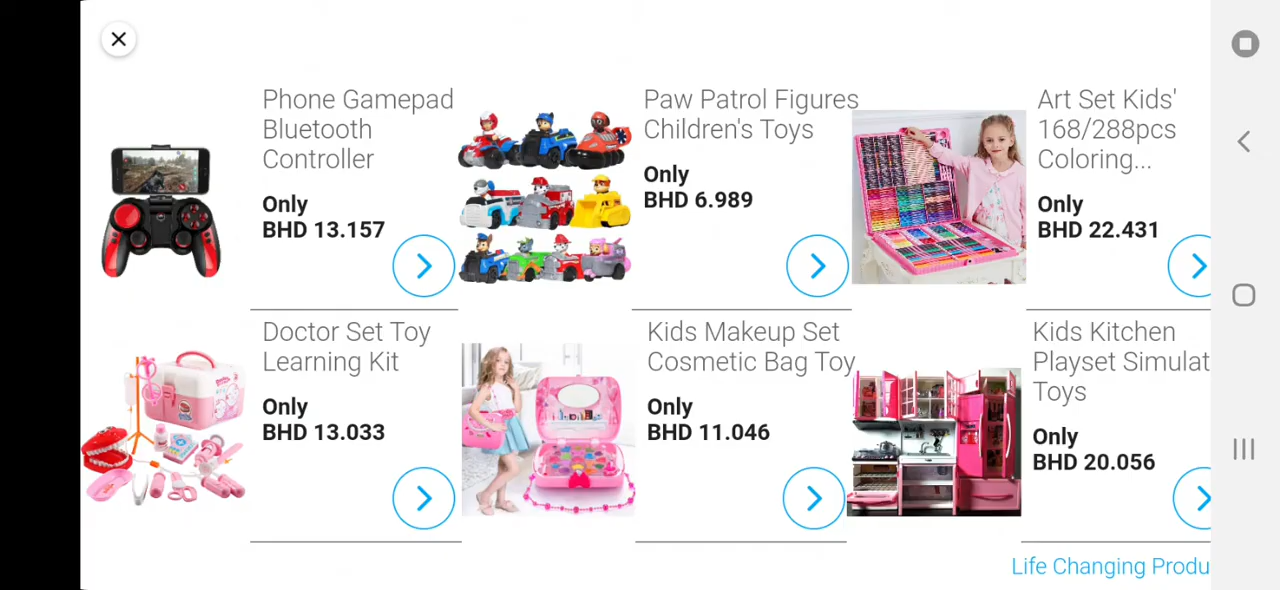 Phone Gamepad
Bluetooth
Controller
Only
BHD 13.157
Paw Patrol Figures
Children's Toys
Only
BHD 6.989
Art Set Kids'
168/288pcs
Coloring...
Only
BHD 22.431
Doctor Set Toy
Learning Kit
Only
BHD 13.033
Kids Makeup Set
Cosmetic Bag Toy
Only
BHD 11.046
Kids Kitchen
Playset Simulat
Toys
Only
BHD 20.056
Life Changing Produ